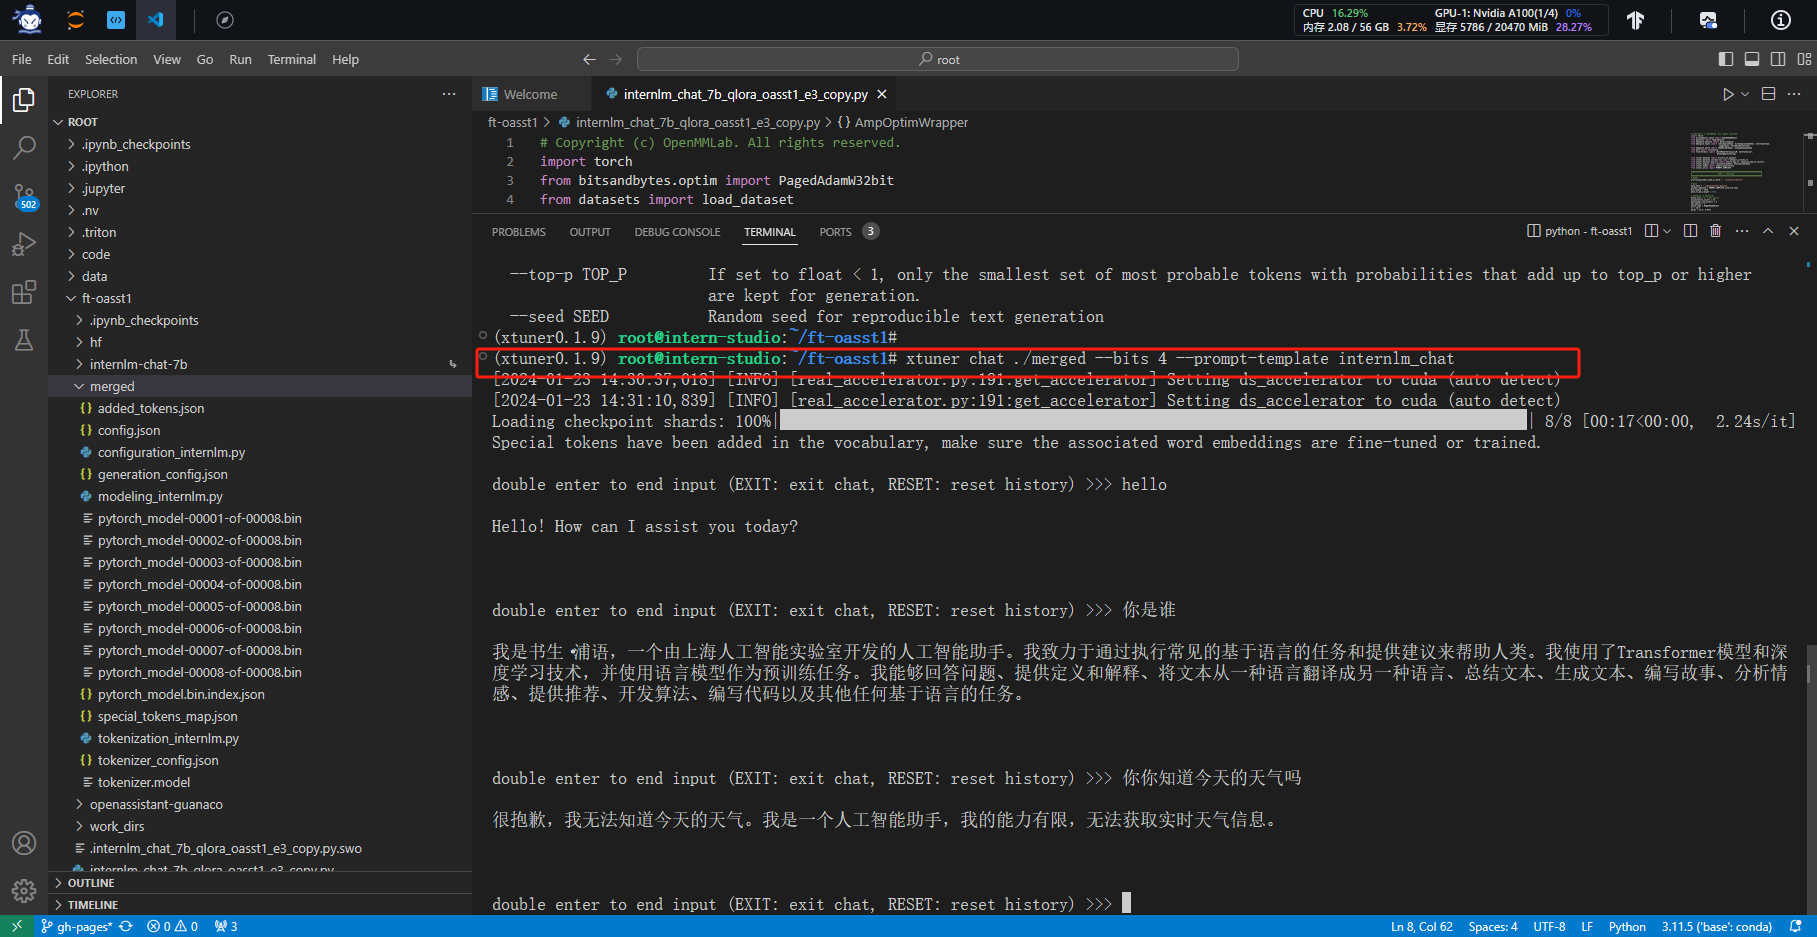 CPU 16.29% GPU-1: Nvidia A100(1/4) 0%
内存 2.08 / 56 GB 3.72% 显存 5786 / 20470 MiB 28.27%
File Edit Selection View Go Run Terminal Help
root
EXPLORER
Welcome
internlm_chat_7b_qlora_oasst1_e3_copy.py
ROOT
.ipynb_checkpoints
.ipython
.jupyter
.nv
.triton
code
data
ft-oasst1
.ipynb_checkpoints
hf
internlm-chat-7b
merged
added_tokens.json
config.json
configuration_internlm.py
generation_config.json
modeling_internlm.py
pytorch_model-00001-of-00008.bin
pytorch_model-00002-of-00008.bin
pytorch_model-00003-of-00008.bin
pytorch_model-00004-of-00008.bin
pytorch_model-00005-of-00008.bin
pytorch_model-00006-of-00008.bin
pytorch_model-00007-of-00008.bin
pytorch_model-00008-of-00008.bin
pytorch_model.bin.index.json
special_tokens_map.json
tokenization_internlm.py
tokenizer_config.json
tokenizer.model
openassistant-guanaco
work_dirs
.internlm_chat_7b_qlora_oasst1_e3_copy.py.swo
internlm_chat_7b_qlora_oasst1_e3_copy.py
OUTLINE
TIMELINE
502
ft-oasst1 > internlm_chat_7b_qlora_oasst1_e3_copy.py > {} AmpOptimWrapper
1 # Copyright (c) OpenMMLab. All rights reserved.
2 import torch
3 from bitsandbytes.optim import PagedAdamW32bit
4 from datasets import load_dataset
PROBLEMS OUTPUT DEBUG CONSOLE TERMINAL PORTS 3
python - ft-oasst1
--top-p TOP_P If set to float < 1, only the smallest set of most probable tokens with probabilities that add up to top_p or higher
are kept for generation.
--seed SEED Random seed for reproducible text generation
(xtuner0.1.9) root@intern-studio:~/ft-oasst1#
(xtuner0.1.9) root@intern-studio:~/ft-oasst1# xtuner chat ./merged --bits 4 --prompt-template internlm_chat
[2024-01-23 14:30:37,013] [INFO] [real_accelerator.py:191:get_accelerator] Setting ds_accelerator to cuda (auto detect)
[2024-01-23 14:31:10,839] [INFO] [real_accelerator.py:191:get_accelerator] Setting ds_accelerator to cuda (auto detect)
Loading checkpoint shards: 100%| | 8/8 [00:17<00:00, 2.24s/it]
Special tokens have been added in the vocabulary, make sure the associated word embeddings are fine-tuned or trained.
double enter to end input (EXIT: exit chat, RESET: reset history) >>> hello
Hello! How can I assist you today?
double enter to end input (EXIT: exit chat, RESET: reset history) >>> 你是谁
我是书生·浦语，一个由上海人工智能实验室开发的人工智能助手。我致力于通过执行常见的基于语言的任务和提供建议来帮助人类。我使用了Transformer模型和深
度学习技术，并使用语言模型作为预训练任务。我能够回答问题、提供定义和解释、将文本从一种语言翻译成另一种语言、总结文本、生成文本、编写故事、分析情
感、提供推荐、开发算法、编写代码以及其他任何基于语言的任务。
double enter to end input (EXIT: exit chat, RESET: reset history) >>> 你你知道今天的天气吗
很抱歉，我无法知道今天的天气。我是一个人工智能助手，我的能力有限，无法获取实时天气信息。
double enter to end input (EXIT: exit chat, RESET: reset history) >>>
gh-pages* 0 0 3
Ln 8, Col 62 Spaces: 4 UTF-8 LF Python 3.11.5 ('base': conda)